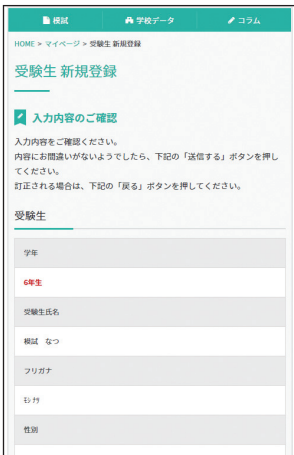 模試
学校データ
コラム
HOME > マイページ > 受験生 新規登録
受験生 新規登録
入力内容のご確認
入力内容をご確認ください。
内容にお間違いがないようでしたら、下記の「送信する」ボタンを押し
てください。
訂正される場合は、下記の「戻る」ボタンを押してください。
受験生
学年
6年生
受験生氏名
模試 なつ
フリガナ
ﾓｼ ﾅﾂ
性別